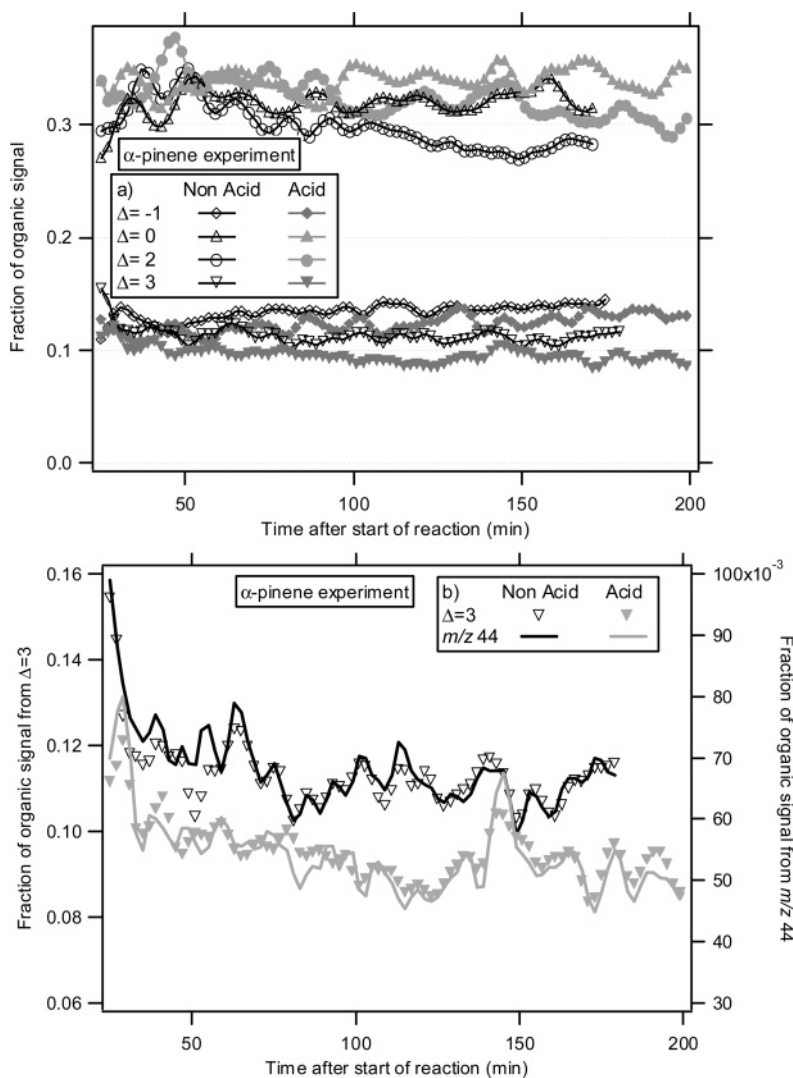 Fraction of organic signal
0.3
0.2
0.1
0.0
α-pinene experiment
a) Non Acid Acid
Δ= -1
Δ= 0
Δ= 2
Δ= 3
50 100 150 200
Time after start of reaction (min)
Fraction of organic signal from Δ=3
0.16
0.14
0.12
0.10
0.08
0.06
α-pinene experiment
b) Non Acid Acid
Δ=3
m/z 44
100x10⁻³
90
80
70
60
50
40
30
Fraction of organic signal from m/z 44
50 100 150 200
Time after start of reaction (min)